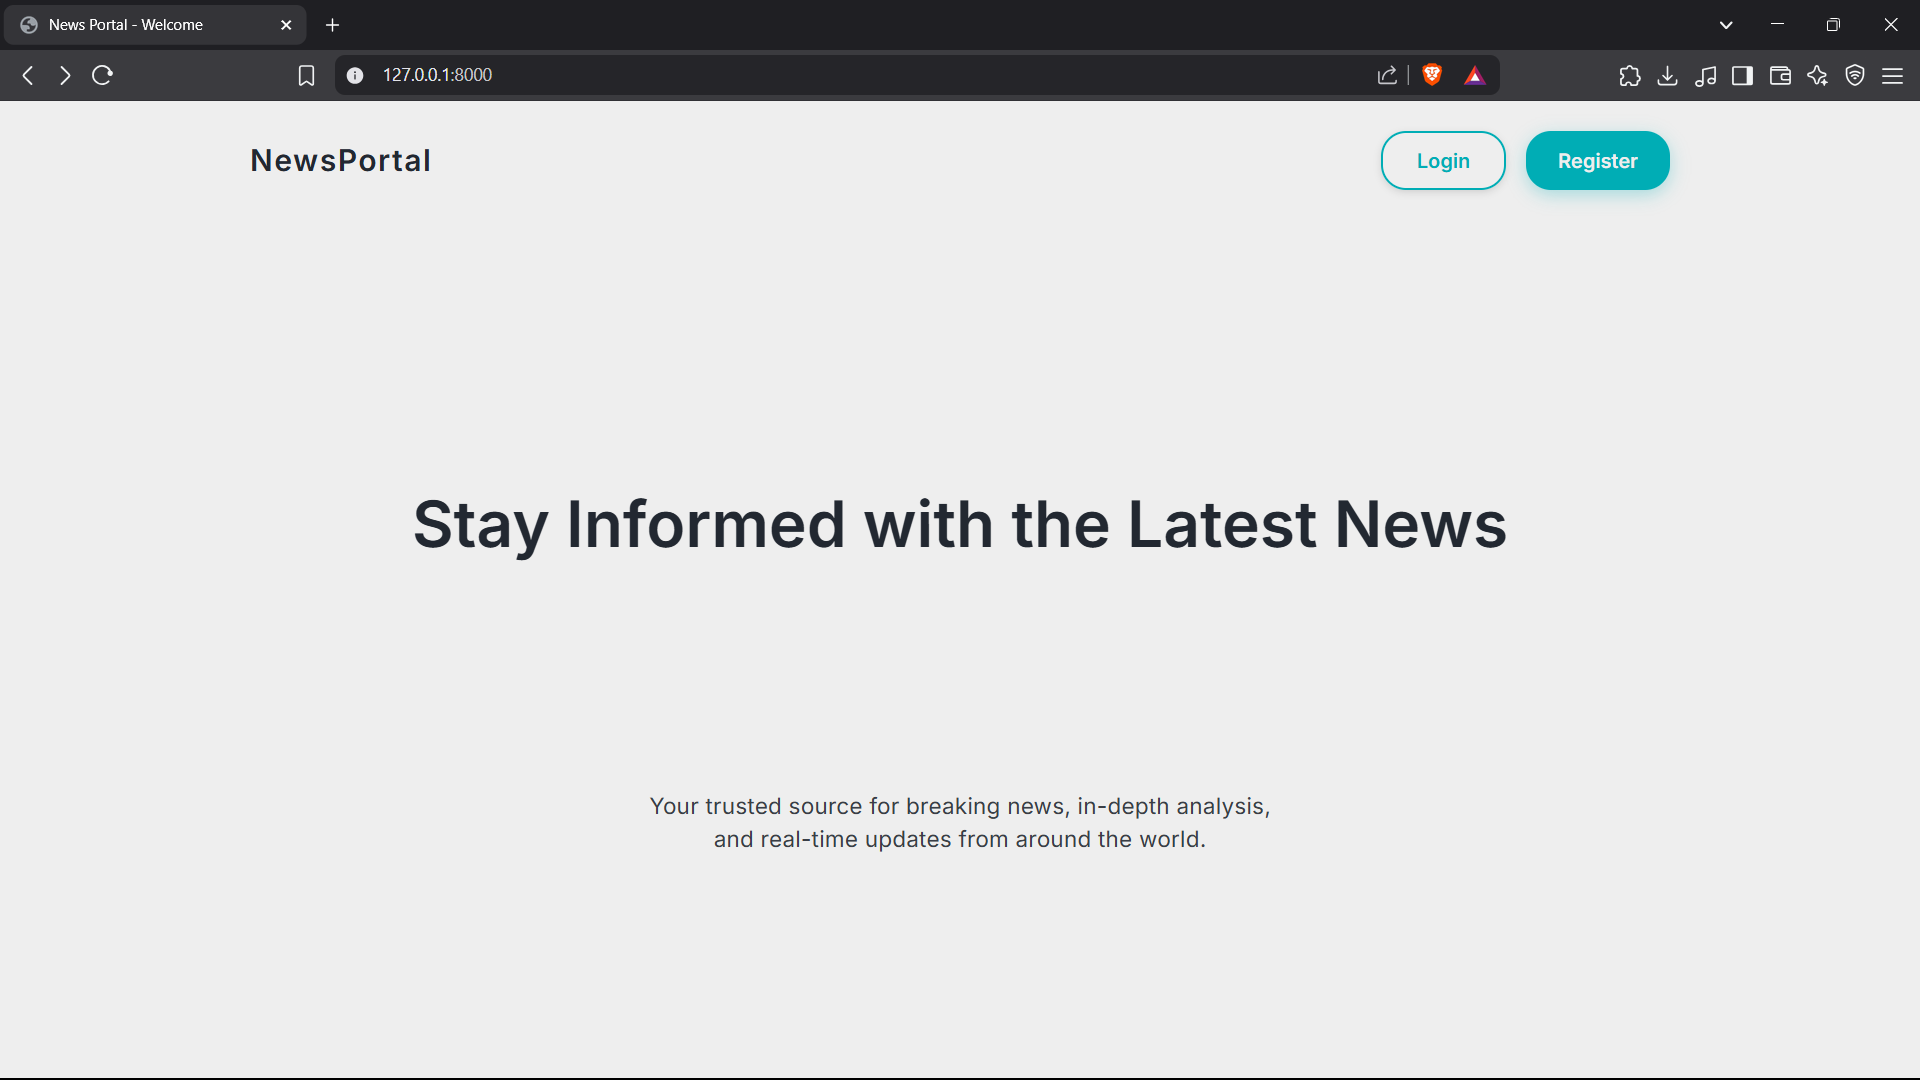 News Portal - Welcome
127.0.0.1:8000
NewsPortal
Login
Register
Stay Informed with the Latest News
Your trusted source for breaking news, in-depth analysis,
and real-time updates from around the world.